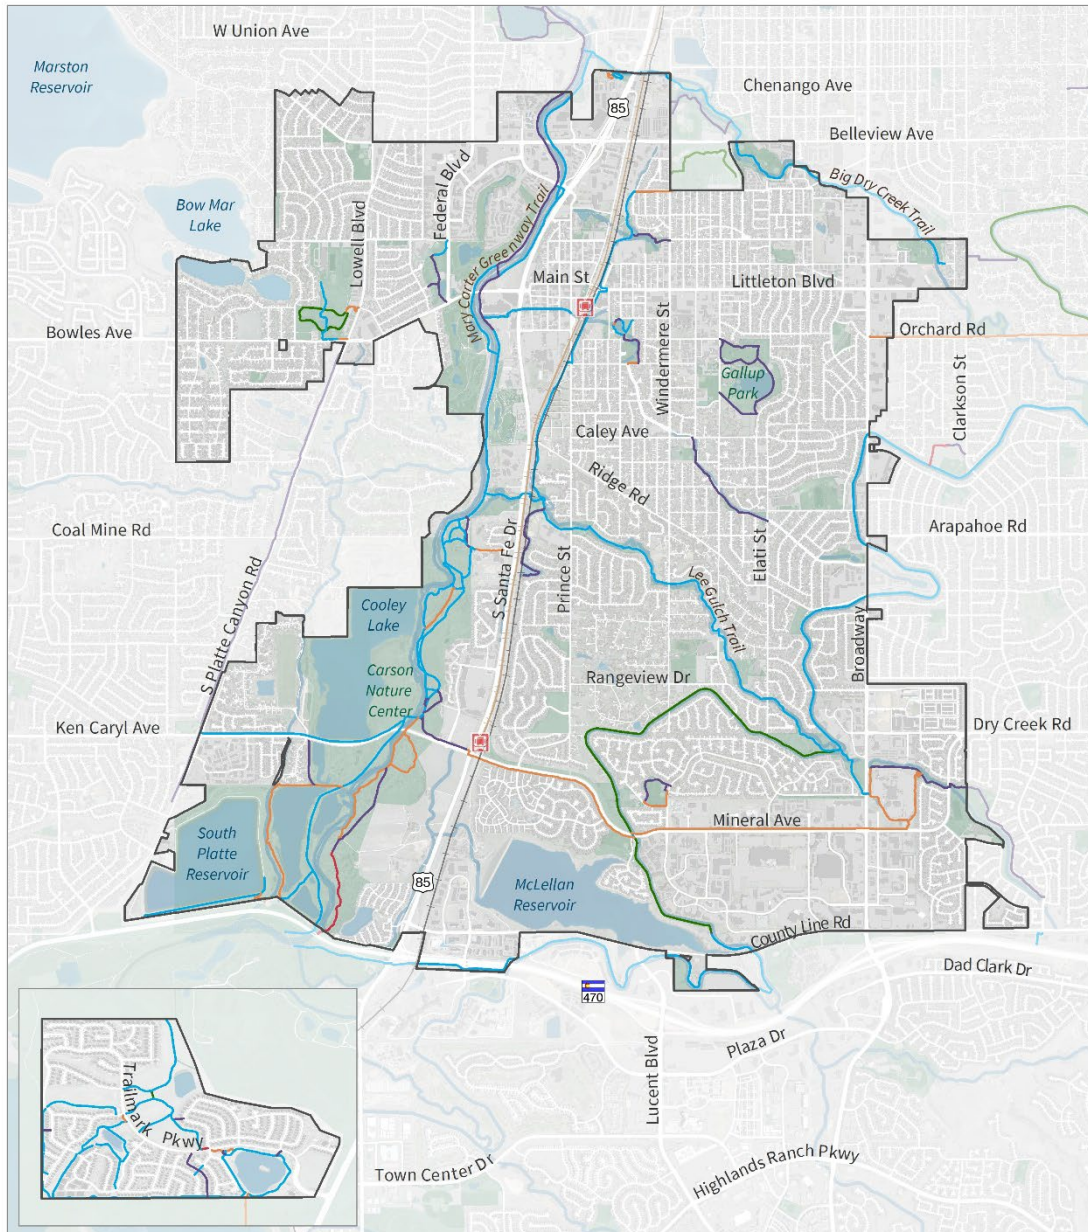 W Union Ave
Marston
Reservoir
85
Chenango Ave
Belleview Ave
Federal Blvd
Big Dry Creek Trail
Bow Mar
Lake
Lowell Blvd
Mary Carter Greenway Trail
Main St
Littleton Blvd
Bowles Ave
Orchard Rd
Windermere St
Gallup
Park
Clarkson St
Caley Ave
Ridge Rd
Coal Mine Rd
S Platte Canyon Rd
S Santa Fe Dr
Prince St
Elati St
Arapahoe Rd
Cooley
Lake
LeeGulch Trail
Broadway
Carson
Nature
Center
Rangeview Dr
Ken Caryl Ave
Dry Creek Rd
South
Platte
Reservoir
Mineral Ave
85
McLellan
Reservoir
County Line Rd
Dad Clark Dr
470
Plaza Dr
Lucent Blvd
Trailmark Pkwy
Town Center Dr
Highlands Ranch Pkwy